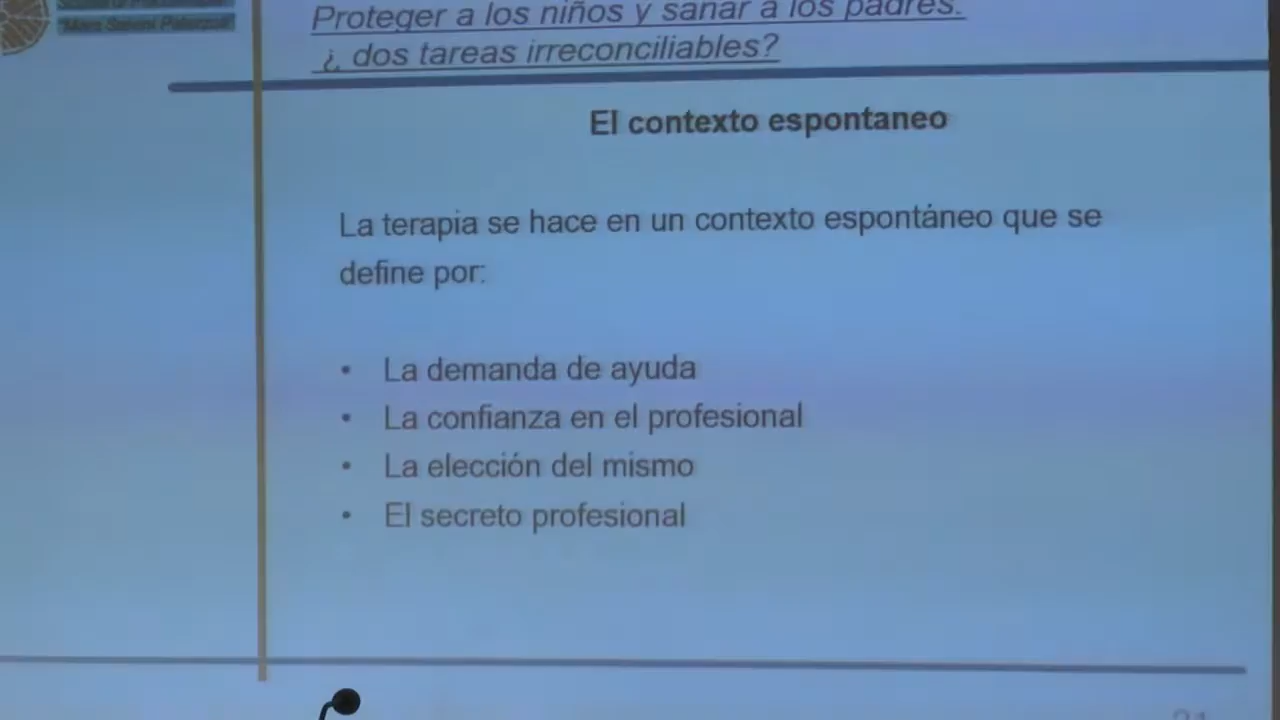 Proteger a los niños y sanar a los padres.
¿ dos tareas irreconciliables?
El contexto espontaneo
La terapia se hace en un contexto espontáneo que se
define por:
• La demanda de ayuda
• La confianza en el profesional
• La elección del mismo
• El secreto profesional